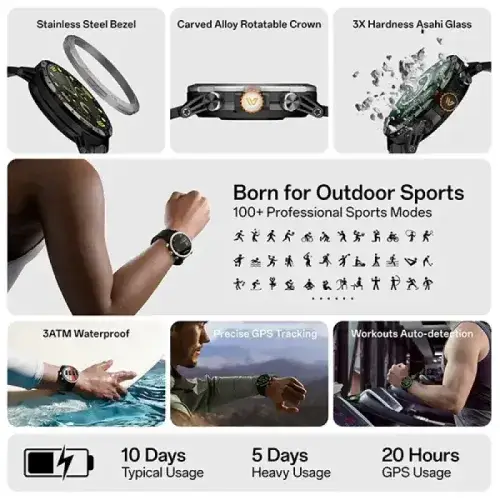 Stainless Steel Bezel
Carved Alloy Rotatable Crown
3X Hardness Asahi Glass
Born for Outdoor Sports
100+ Professional Sports Modes
3ATM Waterproof
Precise GPS Tracking
Workouts Auto-detention
10 Days
Typical Usage
5 Days
Heavy Usage
20 Hours
GPS Usage